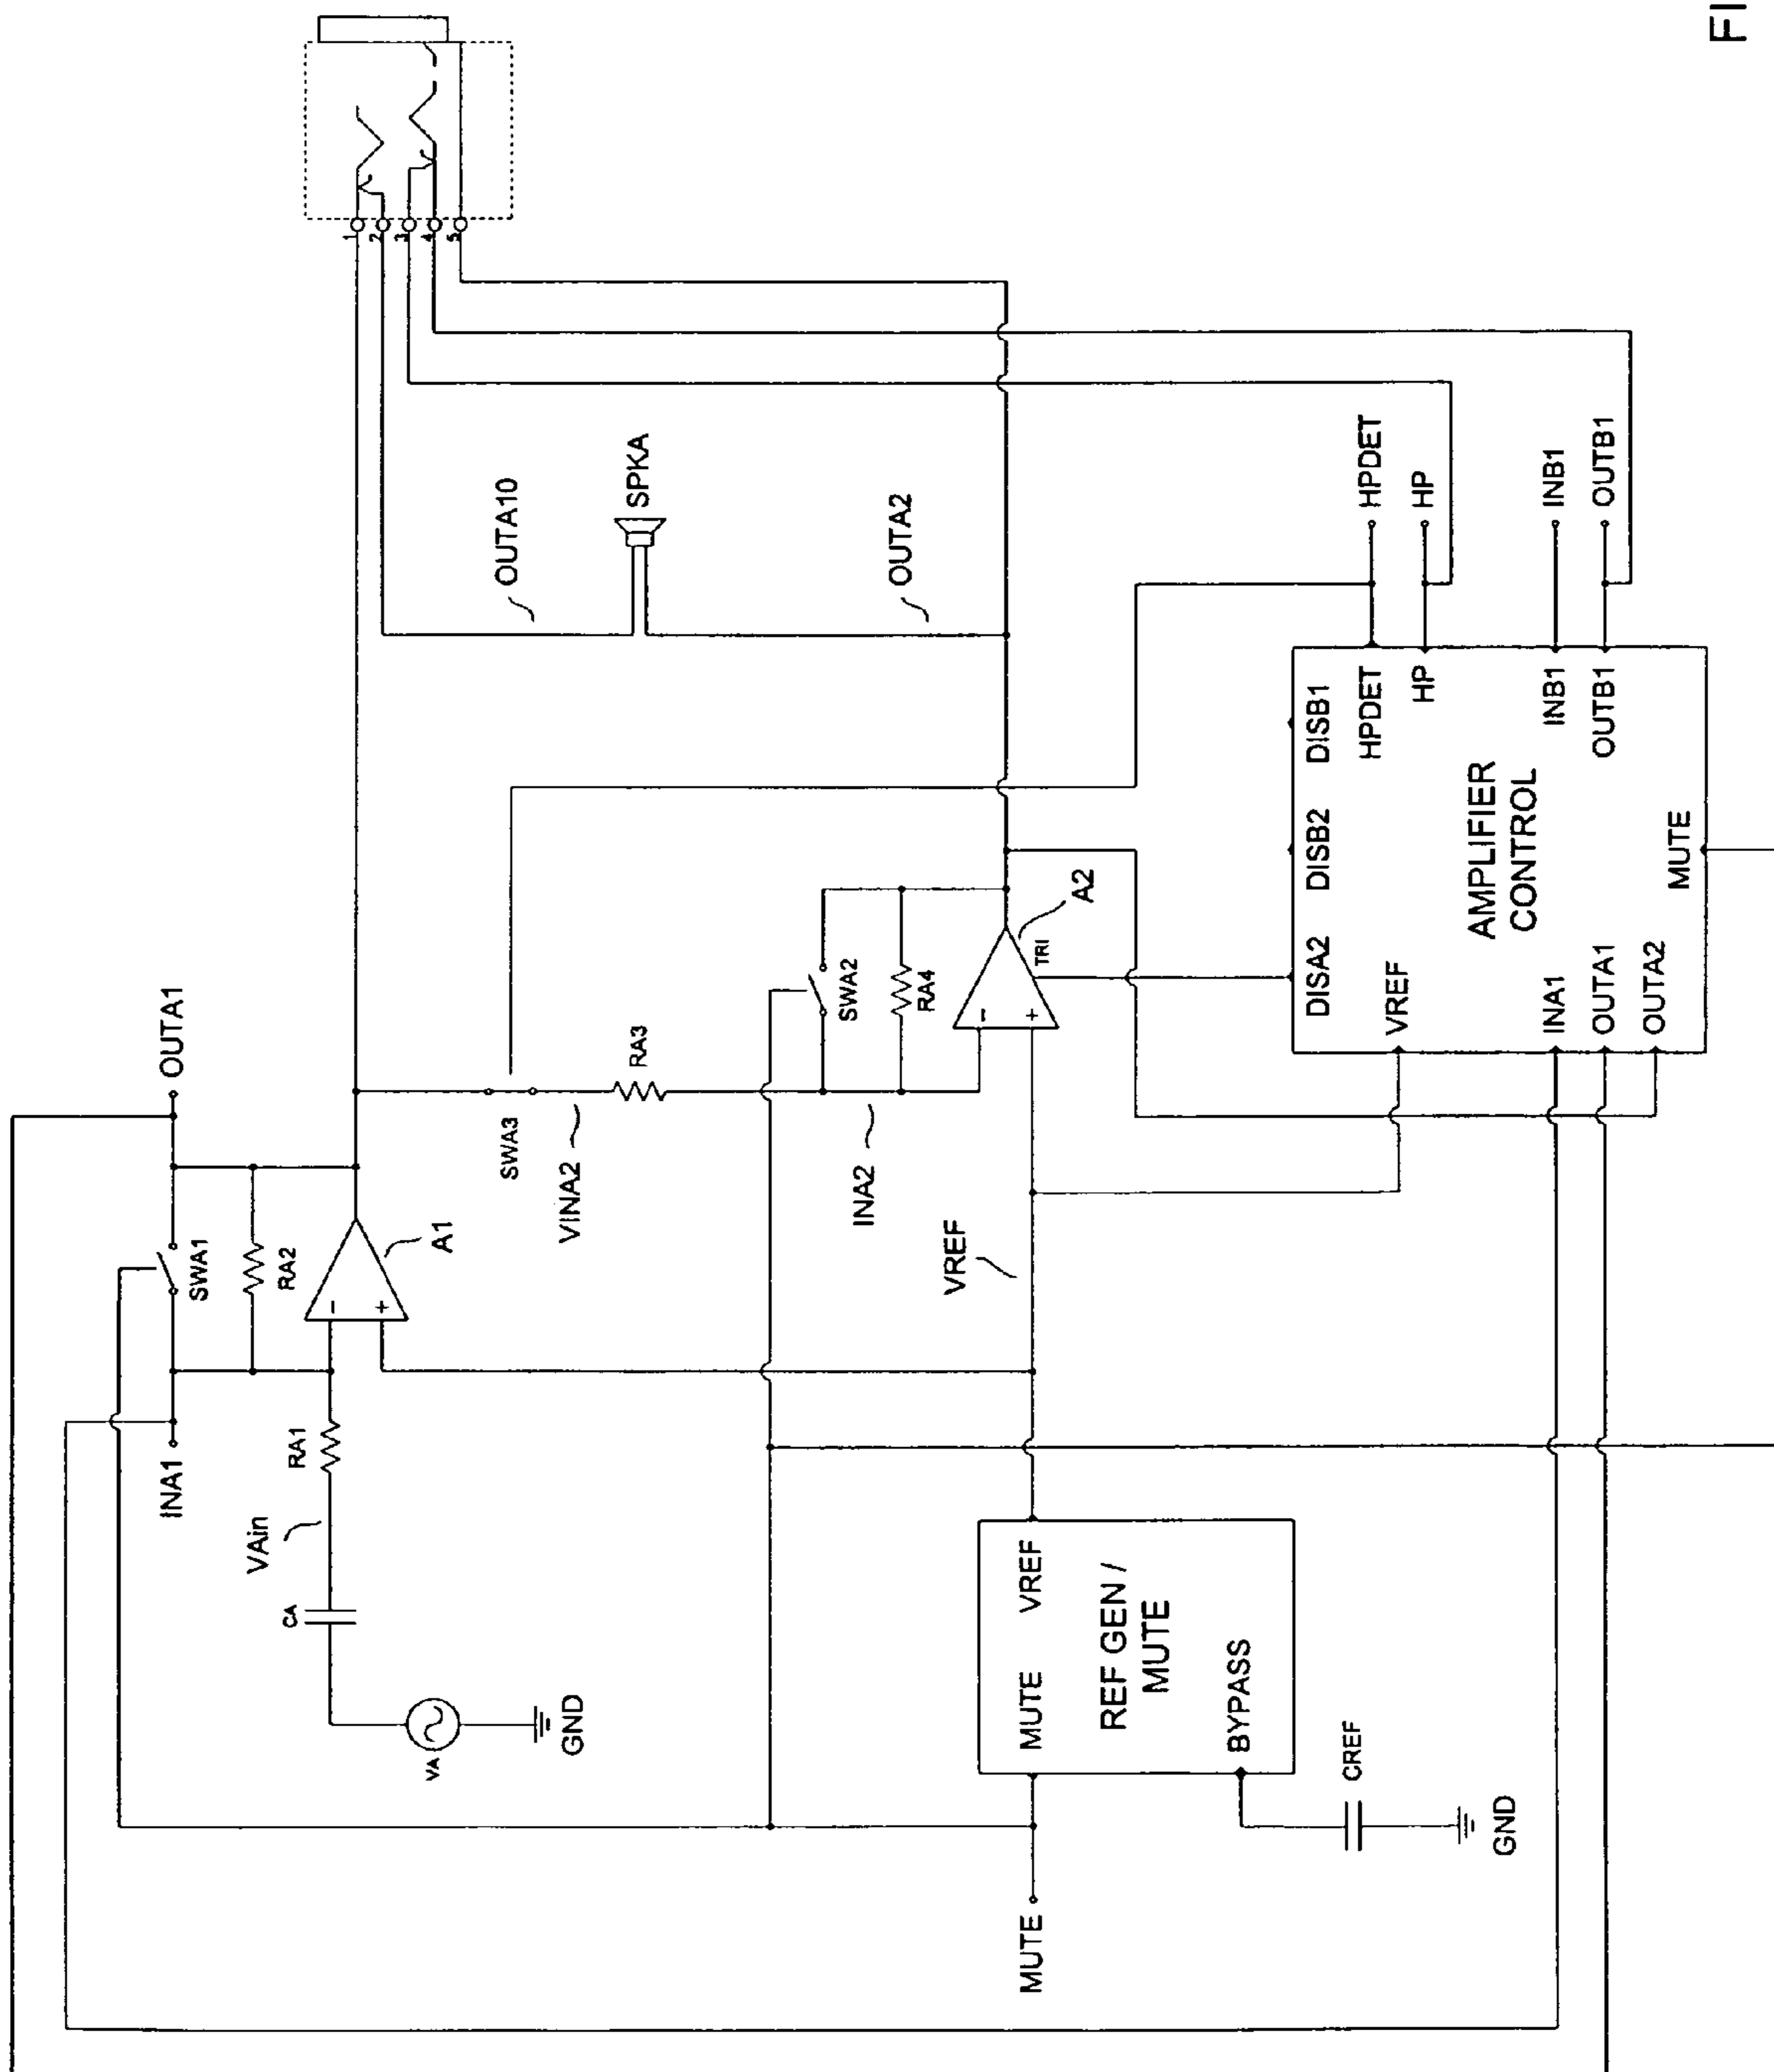 1
2
3
4
5
OUTA1
INA1
SWA1
RA2
RA1
A1
VAin
CA
VA
GND
SWA3
VINA2
RA3
INA2
SWA2
RA4
A2
TRI
OUTA10
SPKA
OUTA2
VREF
MUTE
MUTE
VREF
REF GEN /
MUTE
BYPASS
CREF
GND
DISA2
DISB2
DISB1
VREF
HPDET
HPDET
HP
HP
AMPLIFIER
CONTROL
INA1
INB1
INB1
OUTA1
OUTB1
OUTB1
OUTA2
MUTE
FI